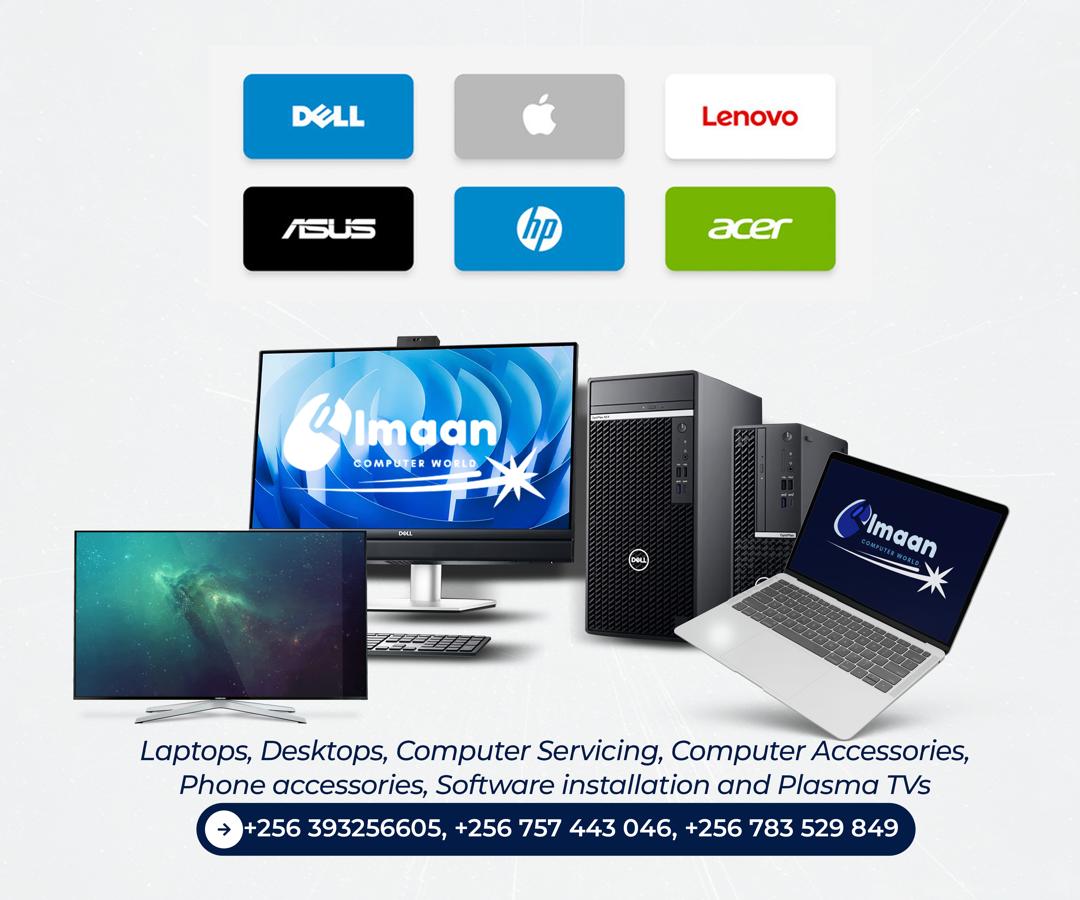 DELL
Lenovo
ASUS
hp
acer
Imaan
COMPUTER WORLD
DELL
DELL
Imaan
COMPUTER WORLD
Laptops, Desktops, Computer Servicing, Computer Accessories,
Phone accessories, Software installation and Plasma TVs
+256 393256605, +256 757 443 046, +256 783 529 849